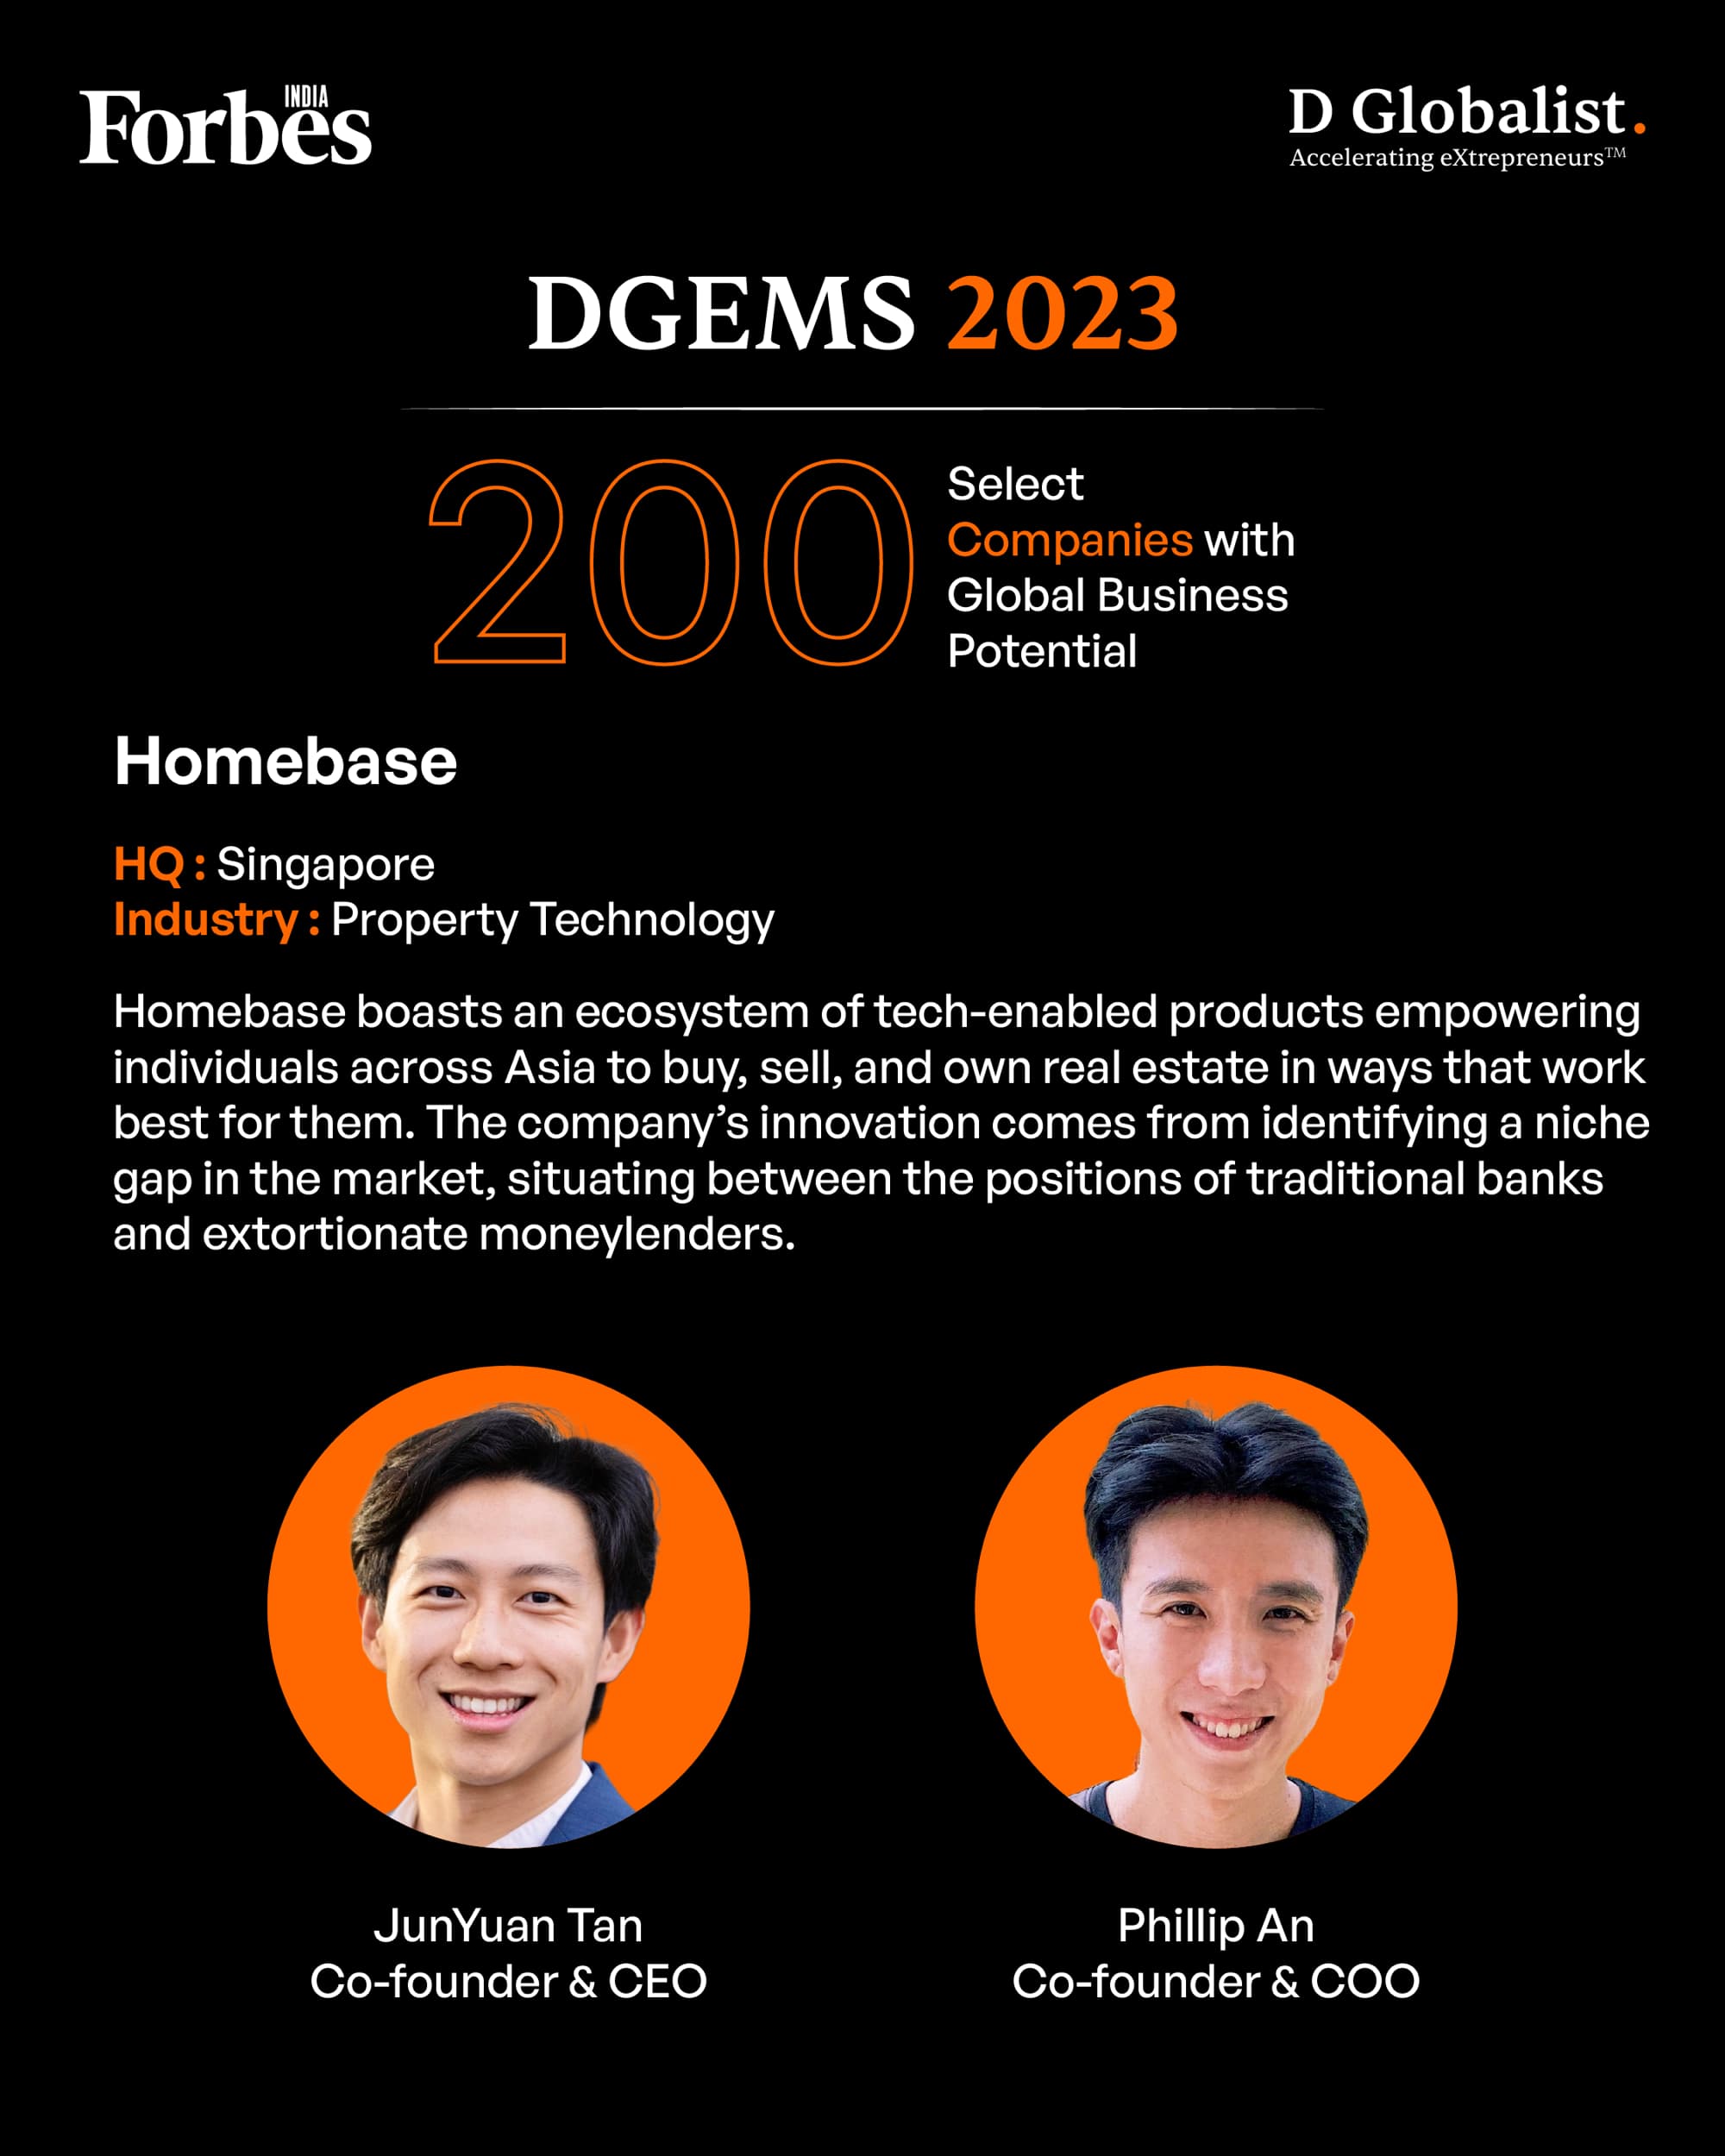 Forbes INDIA
D Globalist.
Accelerating eXtrepreneurs™
DGEMS 2023
200
Select
Companies with
Global Business
Potential
Homebase
HQ : Singapore
Industry : Property Technology
Homebase boasts an ecosystem of tech-enabled products empowering
individuals across Asia to buy, sell, and own real estate in ways that work
best for them. The company’s innovation comes from identifying a niche
gap in the market, situating between the positions of traditional banks
and extortionate moneylenders.
JunYuan Tan
Co-founder & CEO
Phillip An
Co-founder & COO